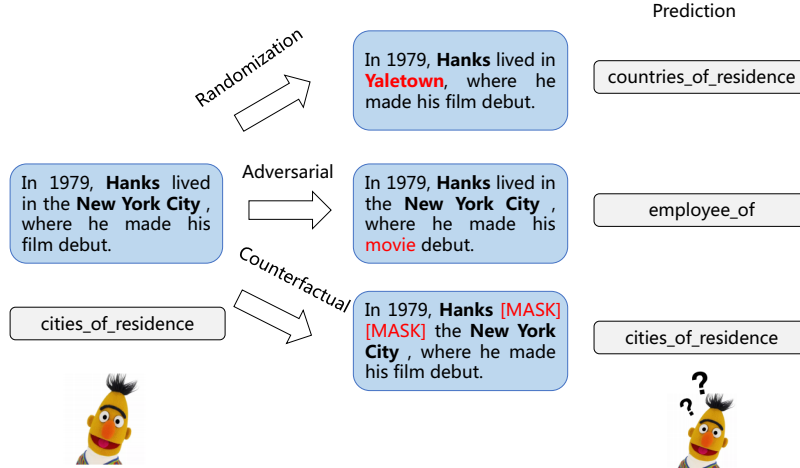 Prediction
Randomization
In 1979, Hanks lived in
Yaletown, where he
made his film debut.
countries_of_residence
Adversarial
In 1979, Hanks lived
in the New York City ,
where he made his
film debut.
In 1979, Hanks lived in
the New York City ,
where he made his
movie debut.
employee_of
Counterfactual
cities_of_residence
In 1979, Hanks [MASK]
[MASK] the New York
City , where he made
his film debut.
cities_of_residence
? ?